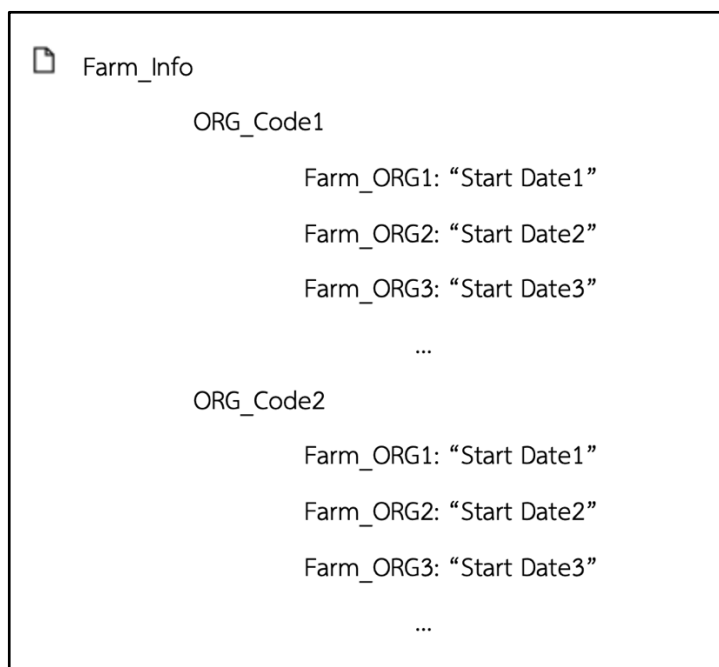 Farm_Info
ORG_Code1
Farm_ORG1: “Start Date1”
Farm_ORG2: “Start Date2”
Farm_ORG3: “Start Date3”
...
ORG_Code2
Farm_ORG1: “Start Date1”
Farm_ORG2: “Start Date2”
Farm_ORG3: “Start Date3”
...